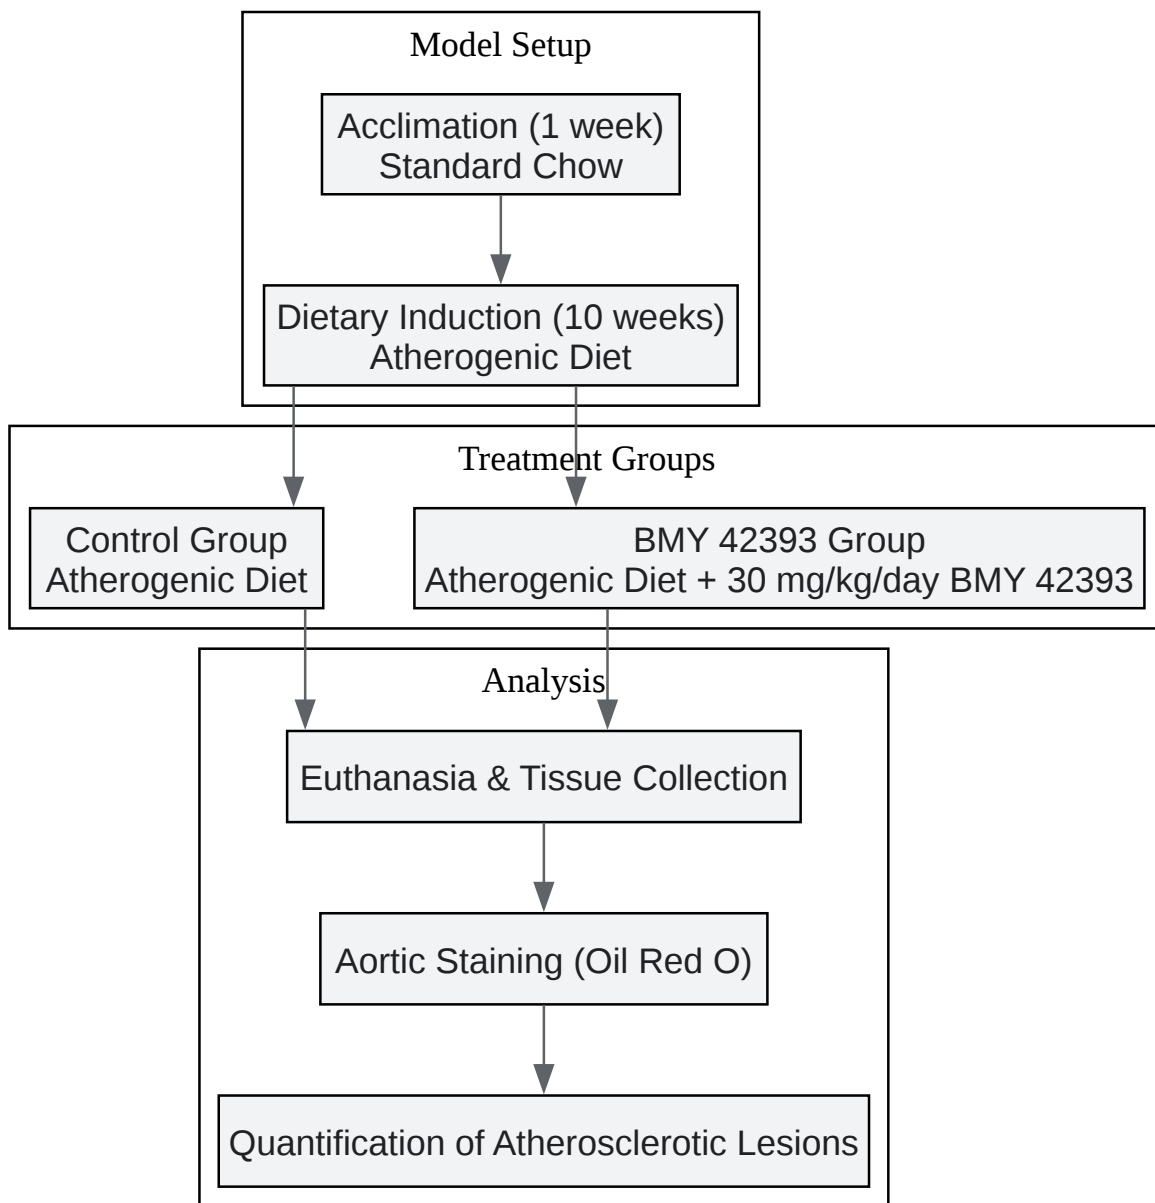 Model Setup
Acclimation (1 week)
Standard Chow
Dietary Induction (10 weeks)
Atherogenic Diet
Treatment Groups
Control Group
Atherogenic Diet
BMY 42393 Group
Atherogenic Diet + 30 mg/kg/day BMY 42393
Analysis
Euthanasia & Tissue Collection
Aortic Staining (Oil Red O)
Quantification of Atherosclerotic Lesions